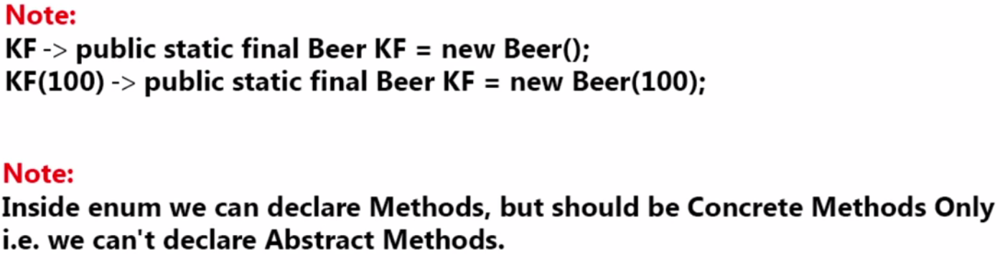 Note:
KF -> public static final Beer KF = new Beer();
KF(100) -> public static final Beer KF = new Beer(100);
Note:
Inside enum we can declare Methods, but should be Concrete Methods Only
i.e. we can't declare Abstract Methods.